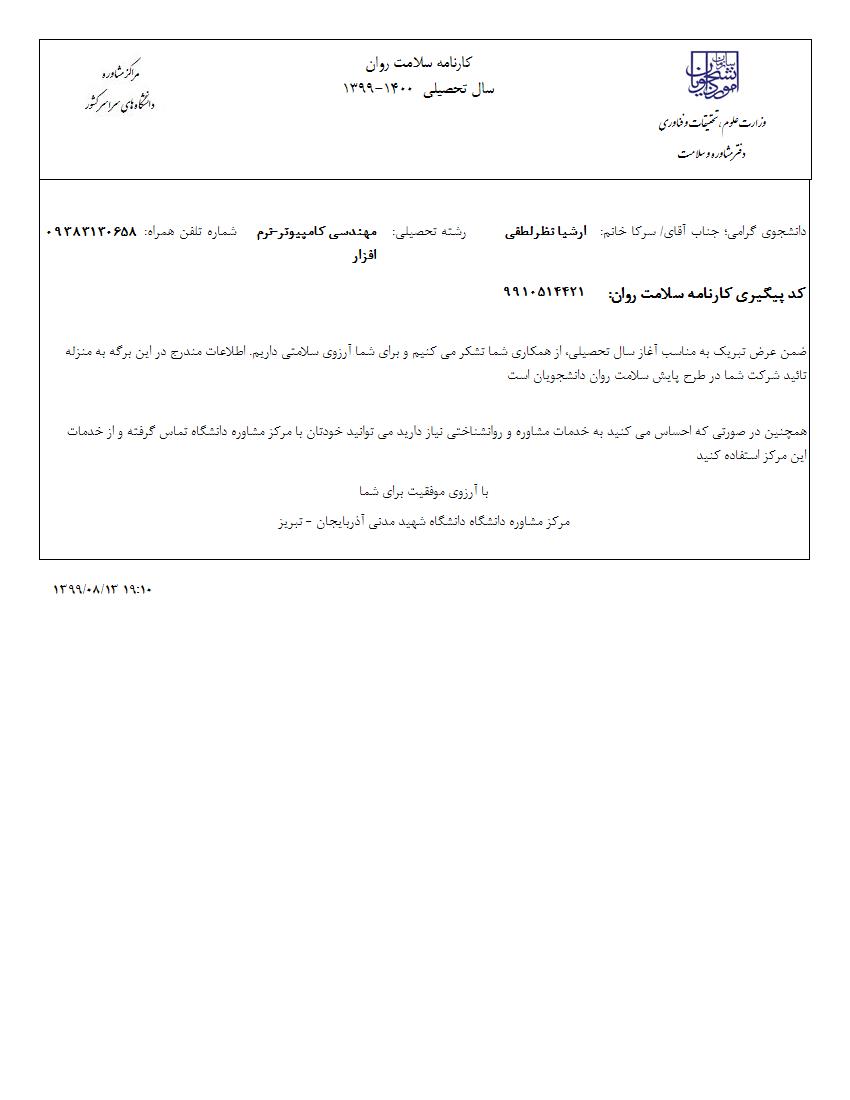 سازمان امور دانشجویان
وزارت علوم، تحقیقات و فناوری
دفتر مشاوره و سلامت
کارنامه سلامت روان
سال تحصیلی ۱۴۰۰-۱۳۹۹
مراکز مشاوره
دانشگاه‌های سراسر کشور
دانشجوی گرامی؛ جناب آقای/ سرکا خانم: ارشیا نظرلطفی رشته تحصیلی: مهندسی کامپیوتر-نرم شماره تلفن همراه: ۰۹۳۸۳۱۳۰۶۵۸
افزار
کد پیگیری کارنامه سلامت روان: ۹۹۱۰۵۱۴۴۲۱
ضمن عرض تبریک به مناسب آغاز سال تحصیلی، از همکاری شما تشکر می کنیم و برای شما آرزوی سلامتی داریم. اطلاعات مندرج در این برگه به منزله
تائید شرکت شما در طرح پایش سلامت روان دانشجویان است
همچنین در صورتی که احساس می کنید به خدمات مشاوره و روانشناختی نیاز دارید می توانید خودتان با مرکز مشاوره دانشگاه تماس گرفته و از خدمات
این مرکز استفاده کنید
با آرزوی موفقیت برای شما
مرکز مشاوره دانشگاه دانشگاه شهید مدنی آذربایجان - تبریز
۱۳۹۹/۰۸/۱۳ ۱۹:۱۰